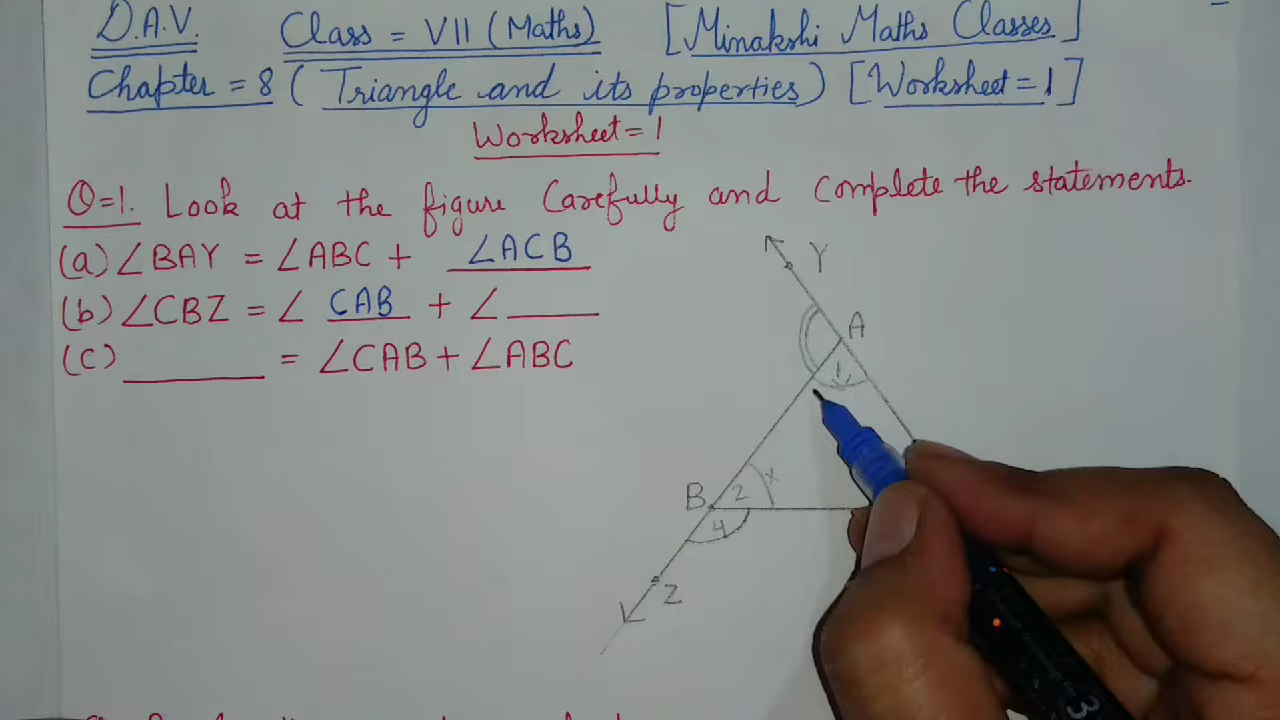 D.A.V. Class = VII (Maths) [Minakshi Maths Classes]
Chapter = 8 (Triangle and its properties) [Worksheet = 1]
Worksheet = 1
Q=1. Look at the figure Carefully and Complete the statements.
(a) ∠BAY = ∠ABC + ∠ACB
(b) ∠CBZ = ∠ CAB + ∠ ____
(C) ____ = ∠CAB + ∠ABC
Y
A
1
B 2 x
4
Z
3